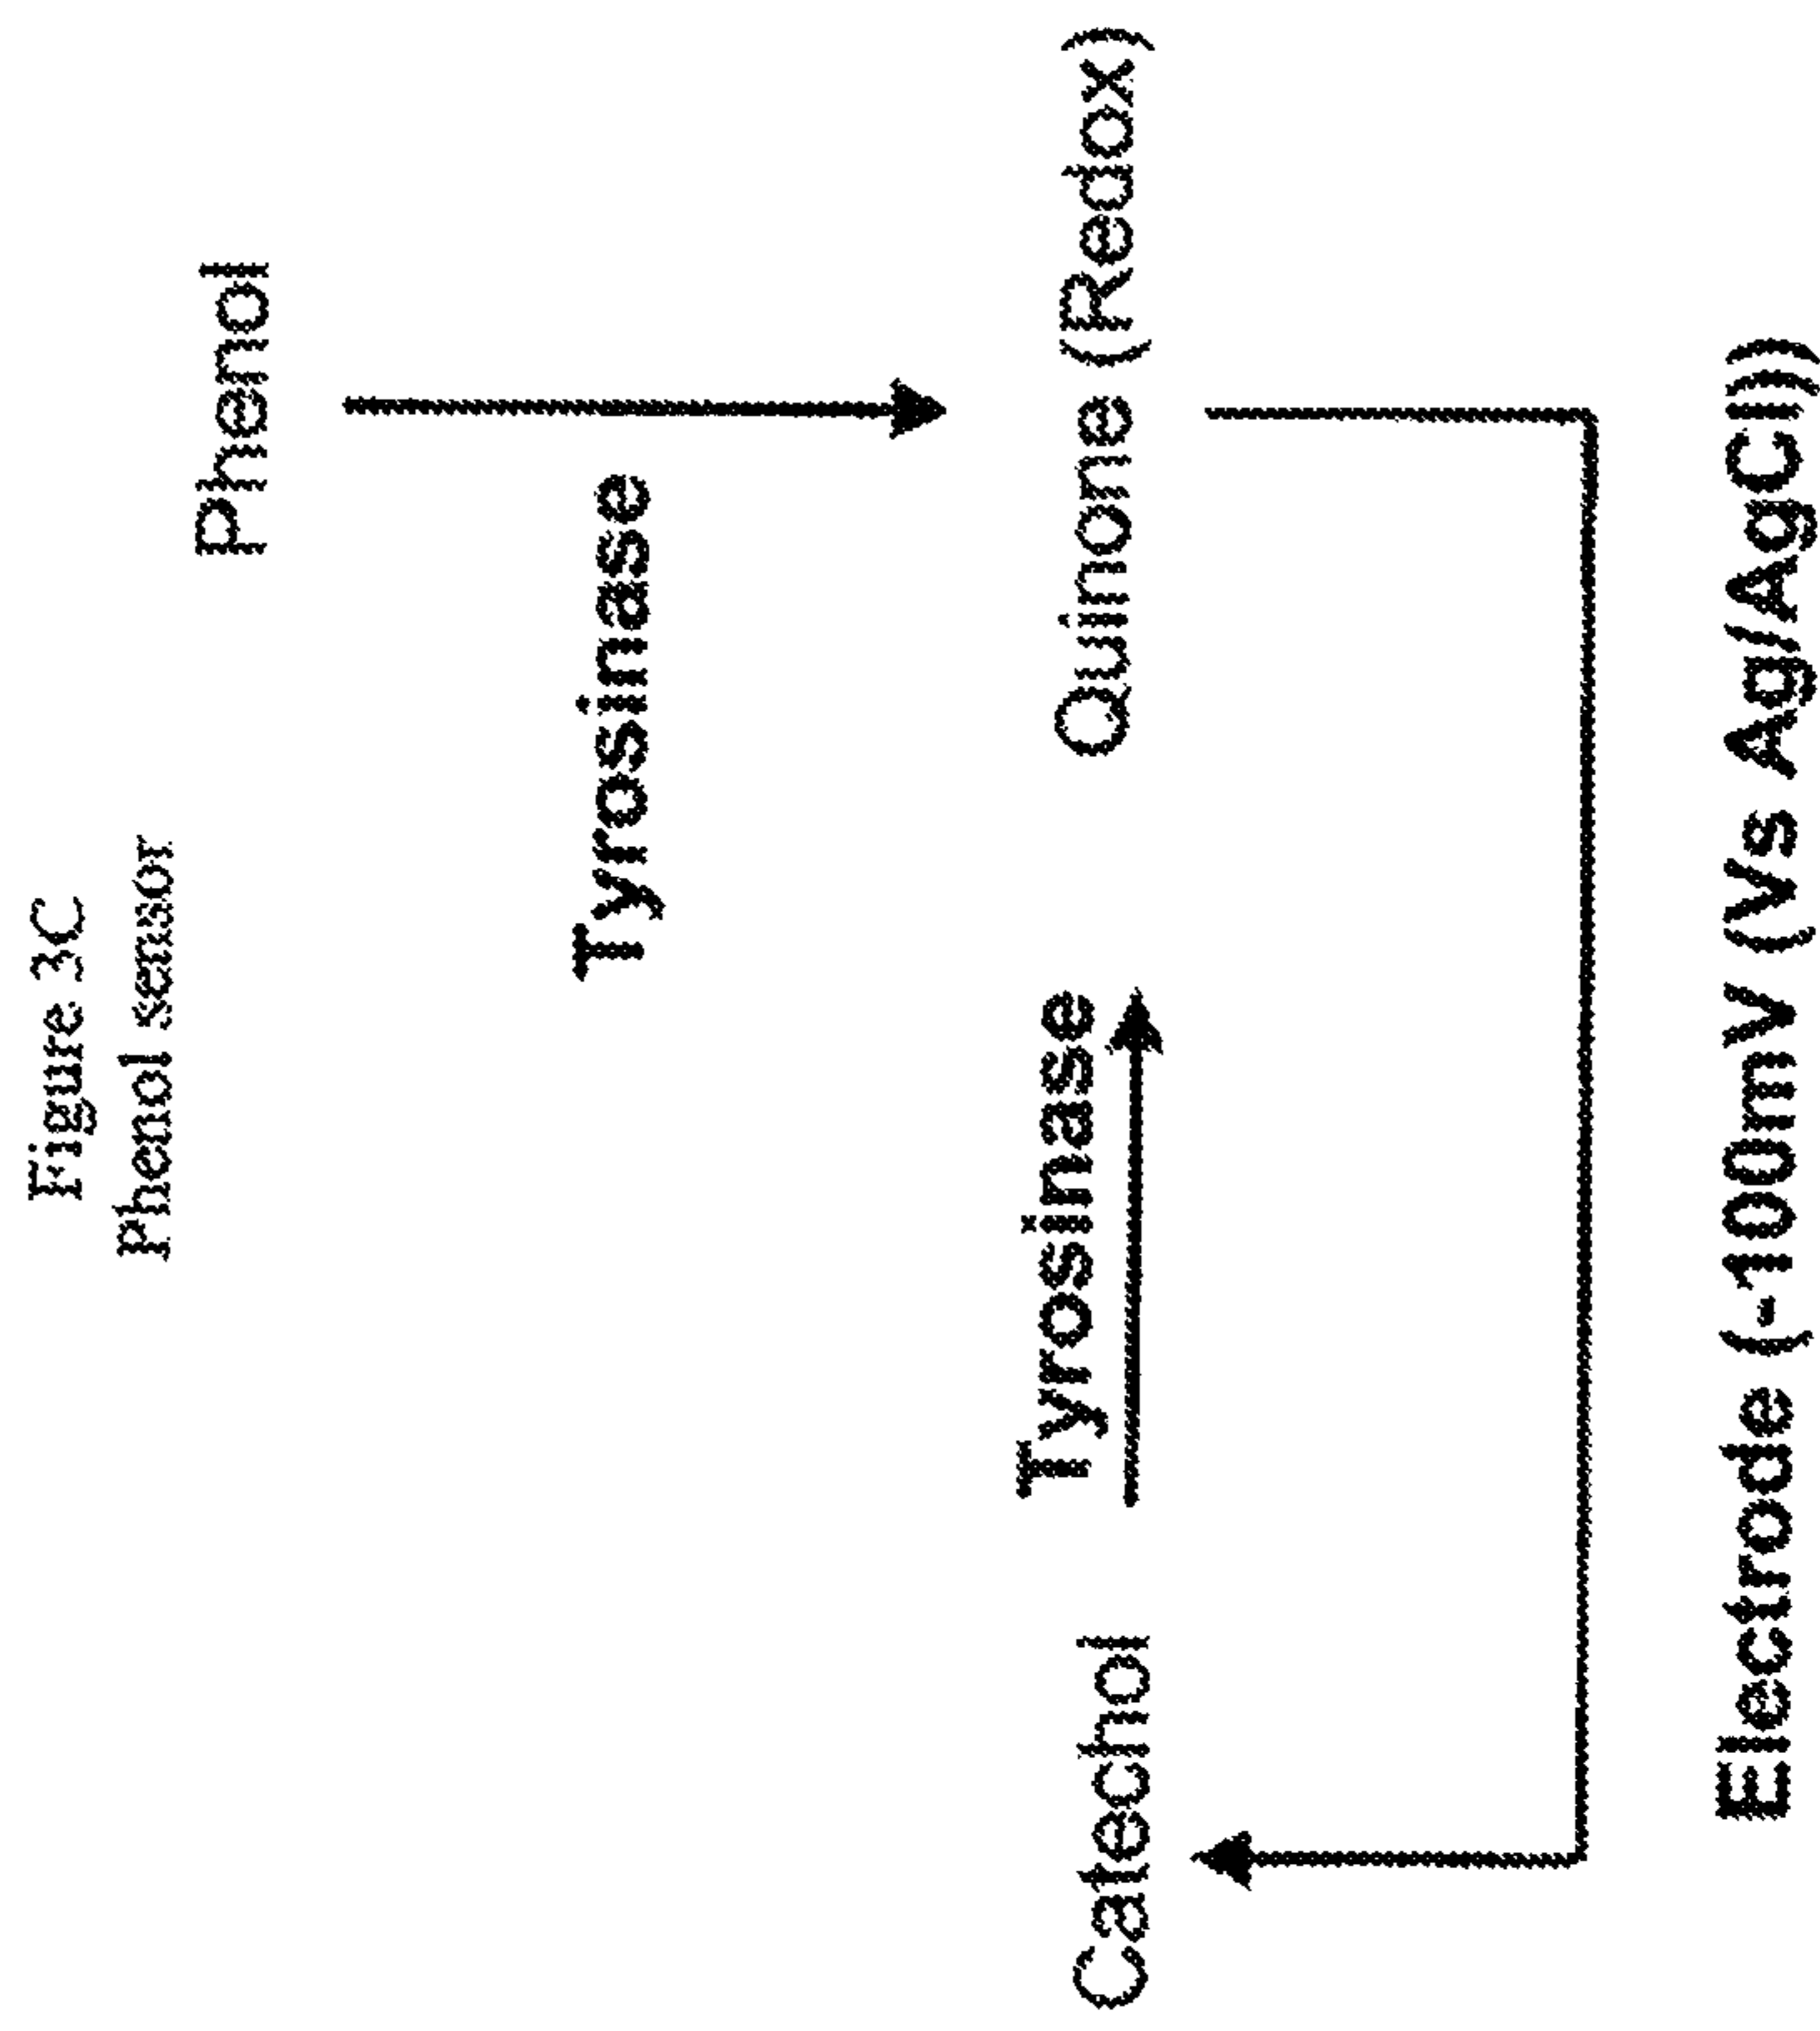 Figure 3C
Phenol sensor
Phenol
Tyrosinase
Tyrosinase
Catechol
Quinone (Redox)
Electrode (-100mV (Vs Ag/AgCl))